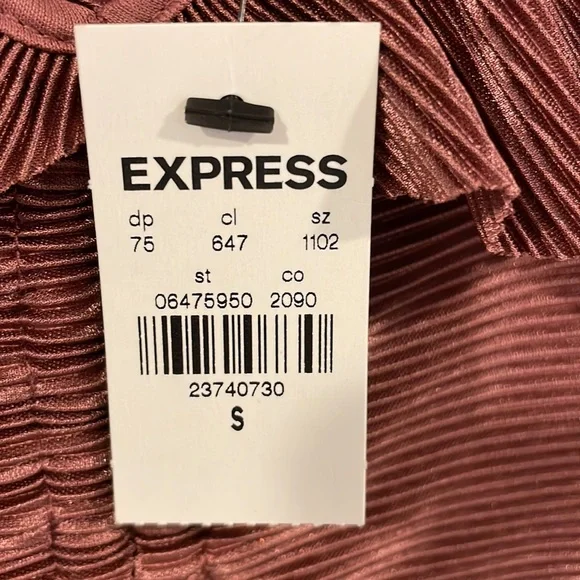 EXPRESS
dp cl sz
75 647 1102
st co
06475950 2090
23740730
S